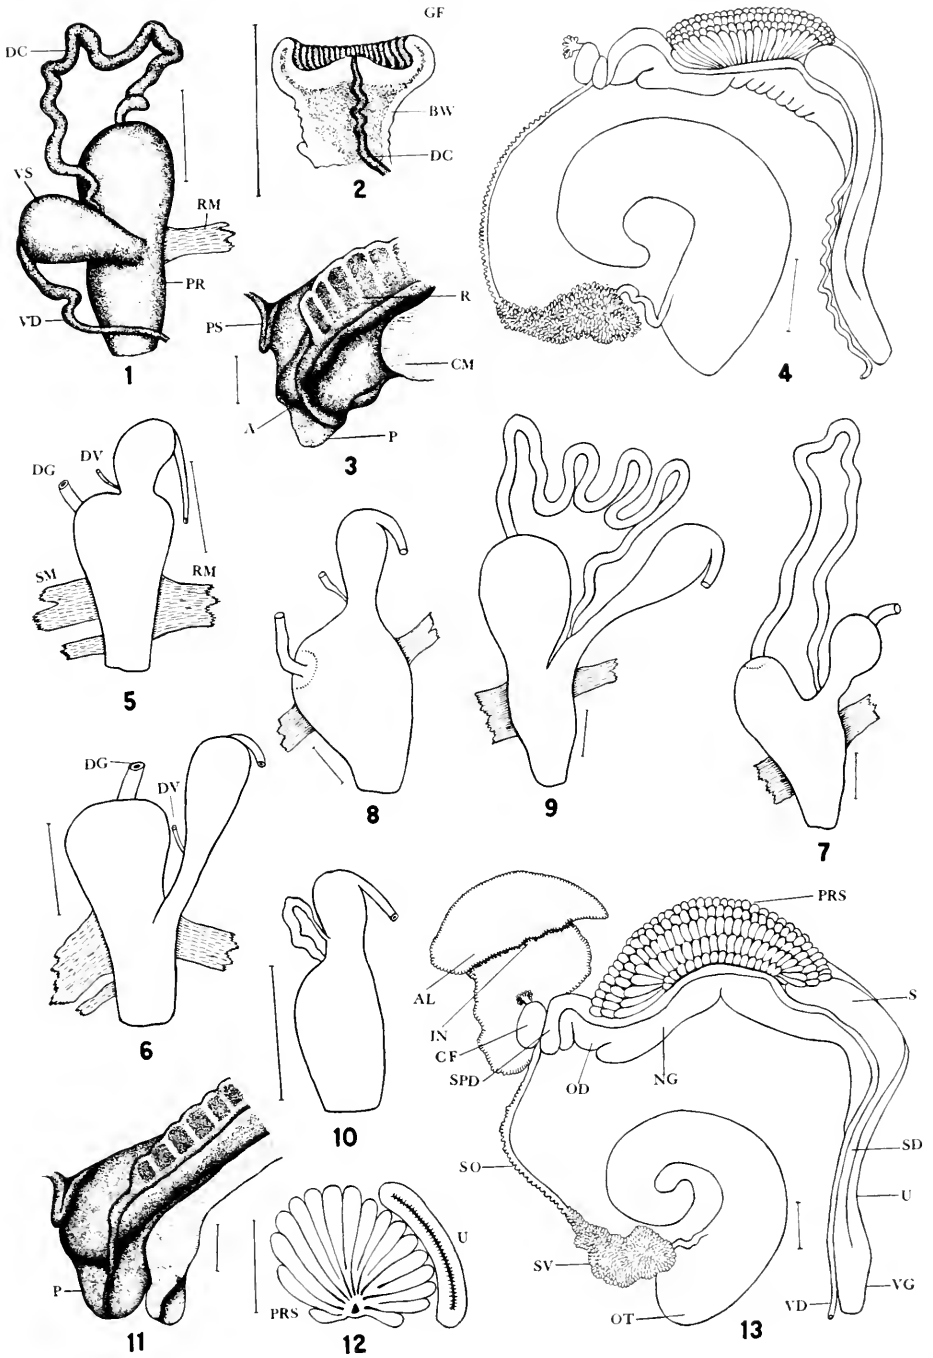 GF
DC
BW
VS
DC
2
RM
R
PR
PS
VD
CM
4
1
A
P
3
DV
DG
SM
RM
5
8
9
7
DG
DV
PRS
6
AL
S
IN
CF
SPD
OD
NG
10
SO
SD
U
U
P
SV
VG
PRS
VD
OT
11
12
13